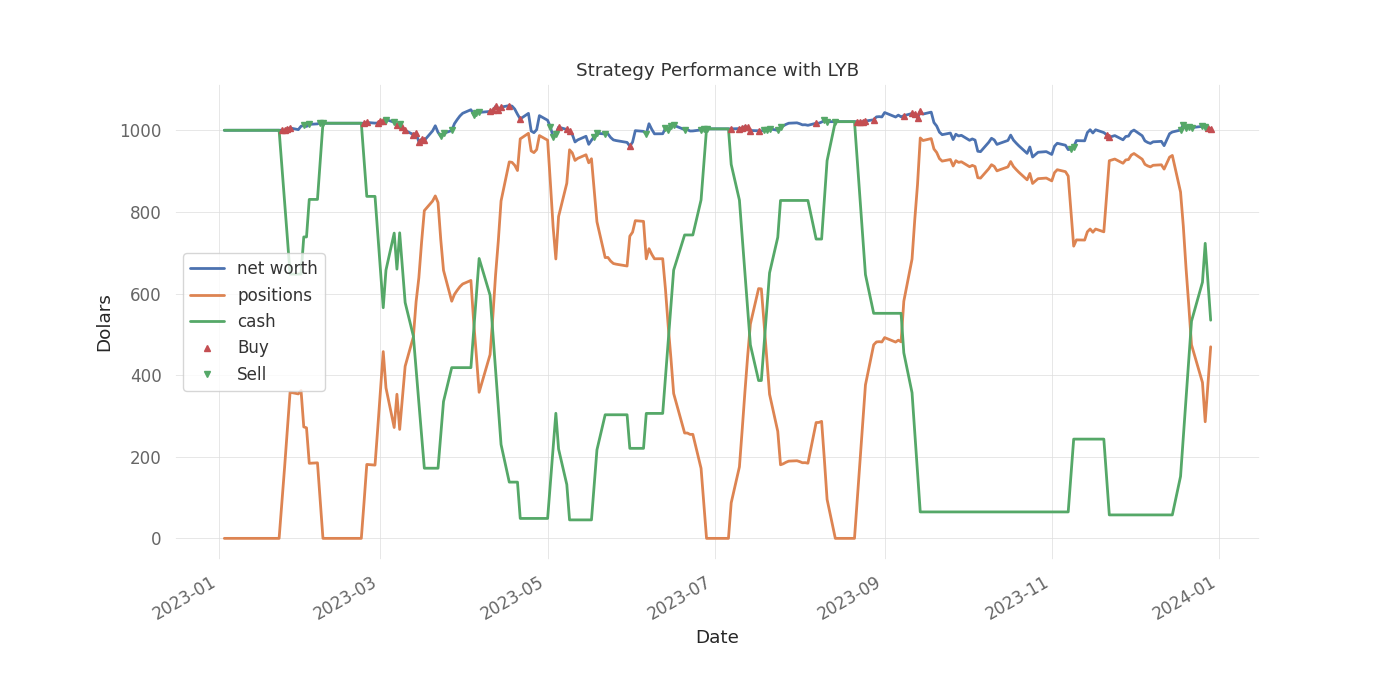 Strategy Performance with LYB
Dolars
1000
800
600
400
200
0
net worth
positions
cash
Buy
Sell
2023-01
2023-03
2023-05
2023-07
2023-09
2023-11
2024-01
Date